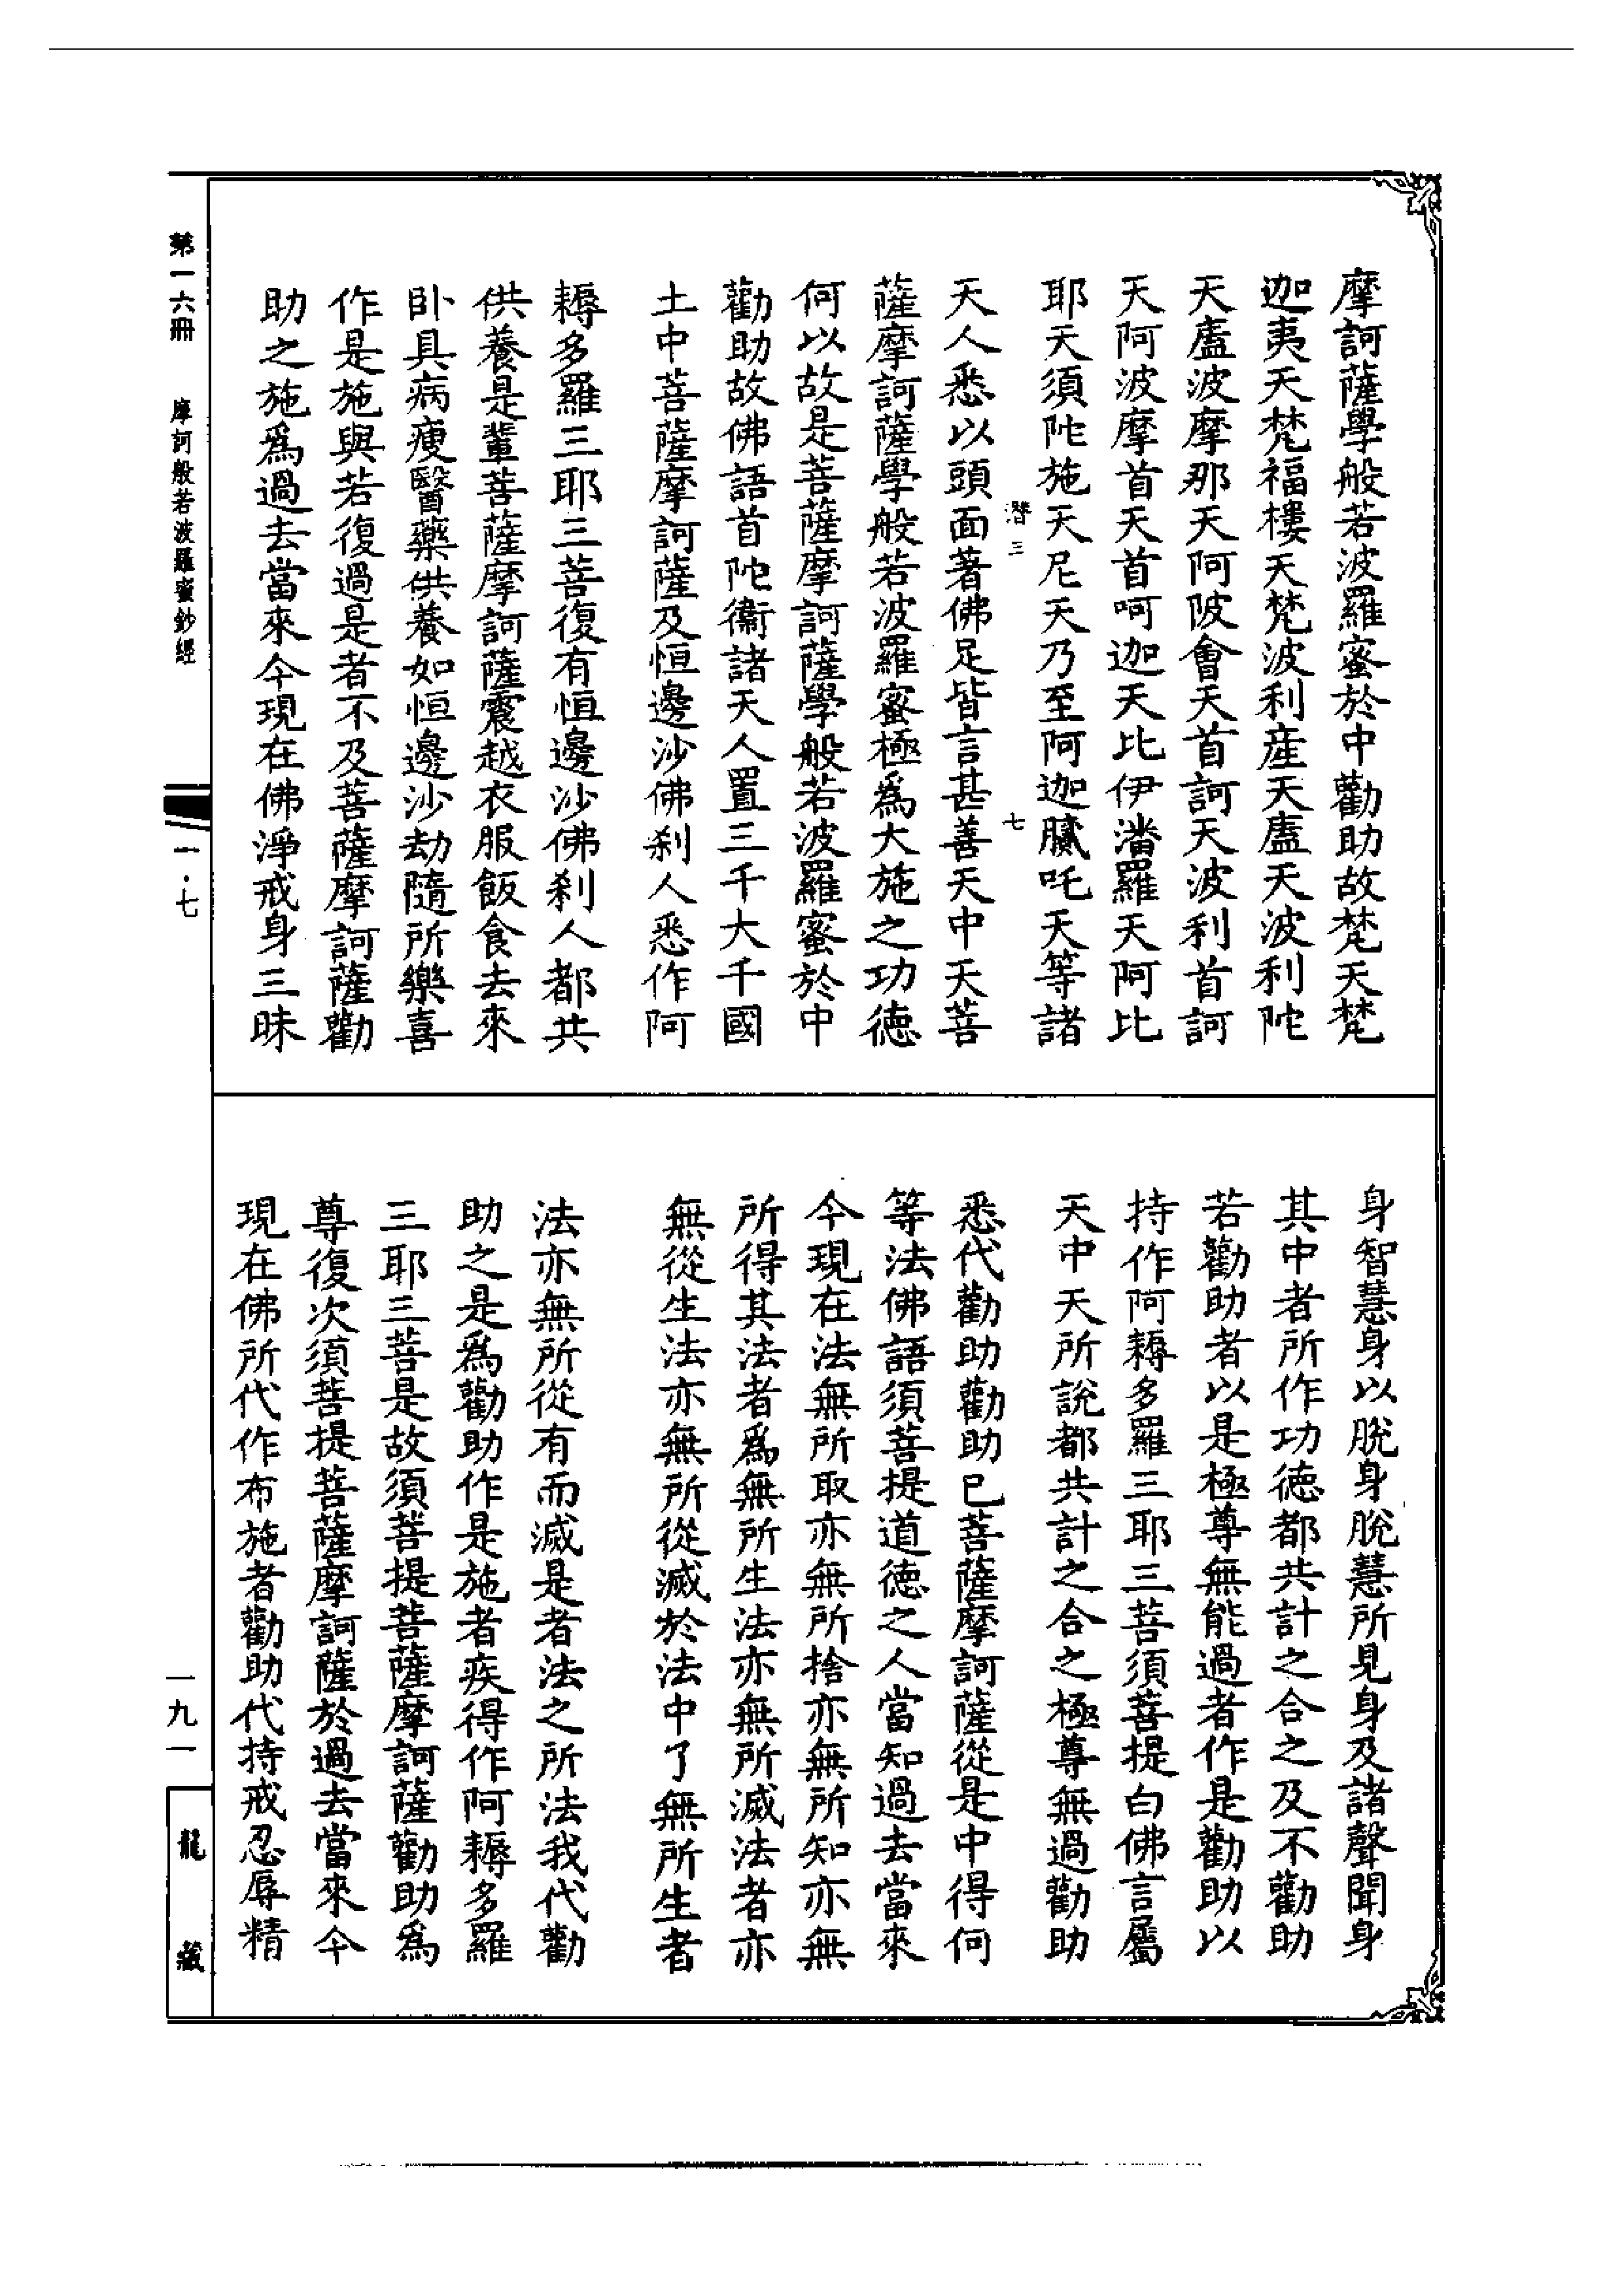 摩訶薩學般若波羅蜜於中勸助故梵天梵
迦夷天梵福樓天梵波利產天盧天波利陀
天盧波摩那天阿陂會天首訶天波利首訶
天阿波摩首天首呵迦天比伊潘羅天阿比
耶天須陀施天尼天乃至阿迦膩吒天等諸
潛三
七
天人悉以頭面著佛足皆言甚善天中天菩
薩摩訶薩學般若波羅蜜極為大施之功德
何以故是菩薩摩訶薩學般若波羅蜜於中
勸助故佛語首陀衞諸天人置三千大千國
土中菩薩摩訶薩及恒邊沙佛剎人悉作阿
耨多羅三耶三菩復有恒邊沙佛剎人都共
供養是輩菩薩摩訶薩震越衣服飯食去來
卧具病瘦醫藥供養如恒邊沙劫隨所樂喜
作是施與若復過是者不及菩薩摩訶薩勸
助之施為過去當來今現在佛淨戒身三昧
身智慧身以脫身脫慧所見身及諸聲聞身
其中者所作功德都共計之合之及不勸助
若勸助者以是極尊無能過者作是勸助以
持作阿耨多羅三耶三菩須菩提白佛言屬
天中天所說都共計之合之極尊無過勸助
悉代勸助勸助已菩薩摩訶薩從是中得何
等法佛語須菩提道德之人當知過去當來
今現在法無所取亦無所捨亦無所知亦無
所得其法者為無所生法亦無所滅法者亦
無從生法亦無所從滅於法中了無所生者
法亦無所從有而滅是者法之所法我代勸
助之是為勸助作是施者疾得作阿耨多羅
三耶三菩是故須菩提菩薩摩訶薩勸助為
尊復次須菩提菩薩摩訶薩於過去當來今
現在佛所代作布施者勸助代持戒忍辱精
第一六冊 摩訶般若波羅蜜鈔經
一・七
一九一
龍藏